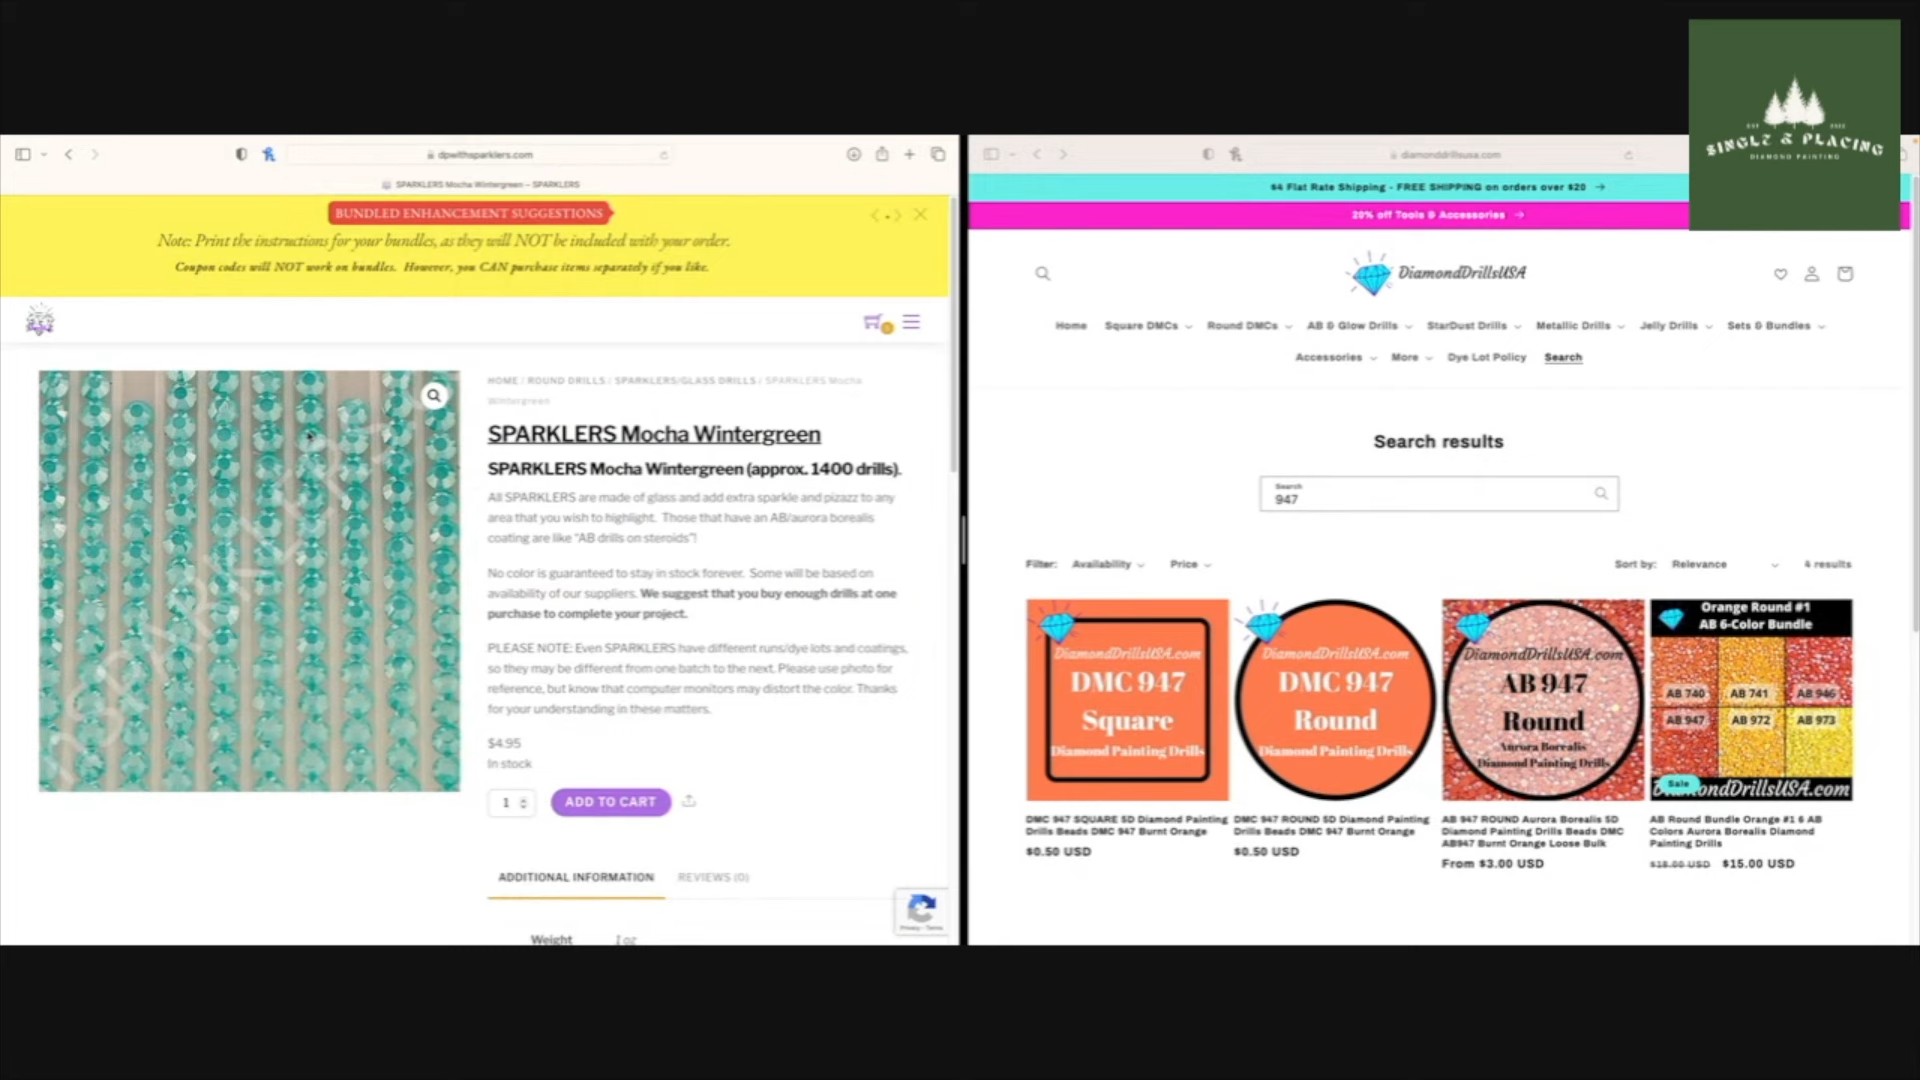 dpwithsparklers.com
SPARKLERS Mocha Wintergreen – SPARKLERS
BUNDLED ENHANCEMENT SUGGESTIONS
Note: Print the instructions for your bundles, as they will NOT be included with your order.
Coupon codes will NOT work on bundles. However, you CAN purchase items separately if you like.
HOME / ROUND DRILLS / SPARKLERS/GLASS DRILLS / SPARKLERS Mocha
Wintergreen
SPARKLERS Mocha Wintergreen
SPARKLERS Mocha Wintergreen (approx. 1400 drills).
All SPARKLERS are made of glass and add extra sparkle and pizazz to any
area that you wish to highlight. Those that have an AB/aurora borealis
coating are like “AB drills on steroids”!
No color is guaranteed to stay in stock forever. Some will be based on
availability of our suppliers. We suggest that you buy enough drills at one
purchase to complete your project.
PLEASE NOTE: Even SPARKLERS have different runs/dye lots and coatings,
so they may be different from one batch to the next. Please use photo for
reference, but know that computer monitors may distort the color. Thanks
for your understanding in these matters.
$4.95
In stock
1
ADD TO CART
ADDITIONAL INFORMATION
REVIEWS (0)
Weight 1 oz
Privacy - Terms
SPARKLERS
diamonddrillsusa.com
$4 Flat Rate Shipping - FREE SHIPPING on orders over $20 →
20% off Tools & Accessories →
DiamondDrillsUSA
Home Square DMCs Round DMCs AB & Glow Drills StarDust Drills Metallic Drills Jelly Drills Sets & Bundles
Accessories More Dye Lot Policy Search
Search results
Search
947
Filter: Availability Price
Sort by: Relevance 4 results
DiamondDrillsUSA.com
DMC 947
Square
Diamond Painting Drills
DMC 947 SQUARE 5D Diamond Painting
Drills Beads DMC 947 Burnt Orange
$0.50 USD
DiamondDrillsUSA.com
DMC 947
Round
Diamond Painting Drills
DMC 947 ROUND 5D Diamond Painting
Drills Beads DMC 947 Burnt Orange
$0.50 USD
DiamondDrillsUSA.com
AB 947
Round
Aurora Borealis
Diamond Painting Drills
AB 947 ROUND Aurora Borealis 5D
Diamond Painting Drills Beads DMC
AB947 Burnt Orange Loose Bulk
From $3.00 USD
Orange Round #1
AB 6-Color Bundle
AB 740 AB 741 AB 946
AB 947 AB 972 AB 973
Sale
DiamondDrillsUSA.com
AB Round Bundle Orange #1 6 AB
Colors Aurora Borealis Diamond
Painting Drills
$18.00 USD $15.00 USD
SINGLE & PLACING
DIAMOND PAINTING